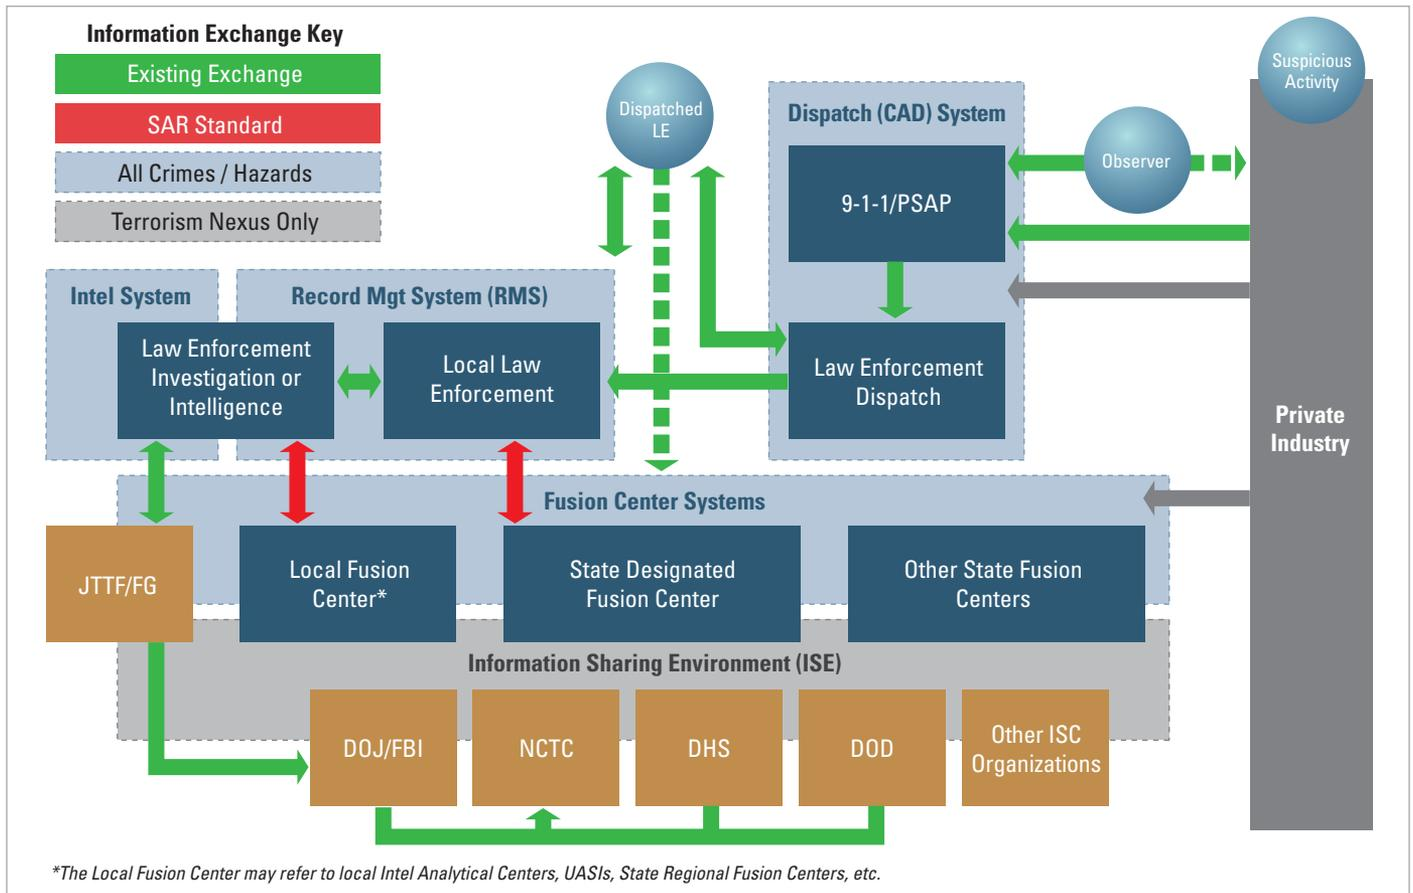 Information Exchange Key
Existing Exchange
SAR Standard
All Crimes / Hazards
Terrorism Nexus Only
Dispatched
LE
Dispatch (CAD) System
9-1-1/PSAP
Law Enforcement
Dispatch
Observer
Suspicious
Activity
Private
Industry
Intel System
Record Mgt System (RMS)
Law Enforcement
Investigation or
Intelligence
Local Law
Enforcement
Fusion Center Systems
JTTF/FG
Local Fusion
Center*
State Designated
Fusion Center
Other State Fusion
Centers
Information Sharing Environment (ISE)
DOJ/FBI
NCTC
DHS
DOD
Other ISC
Organizations
*The Local Fusion Center may refer to local Intel Analytical Centers, UASIs, State Regional Fusion Centers, etc.